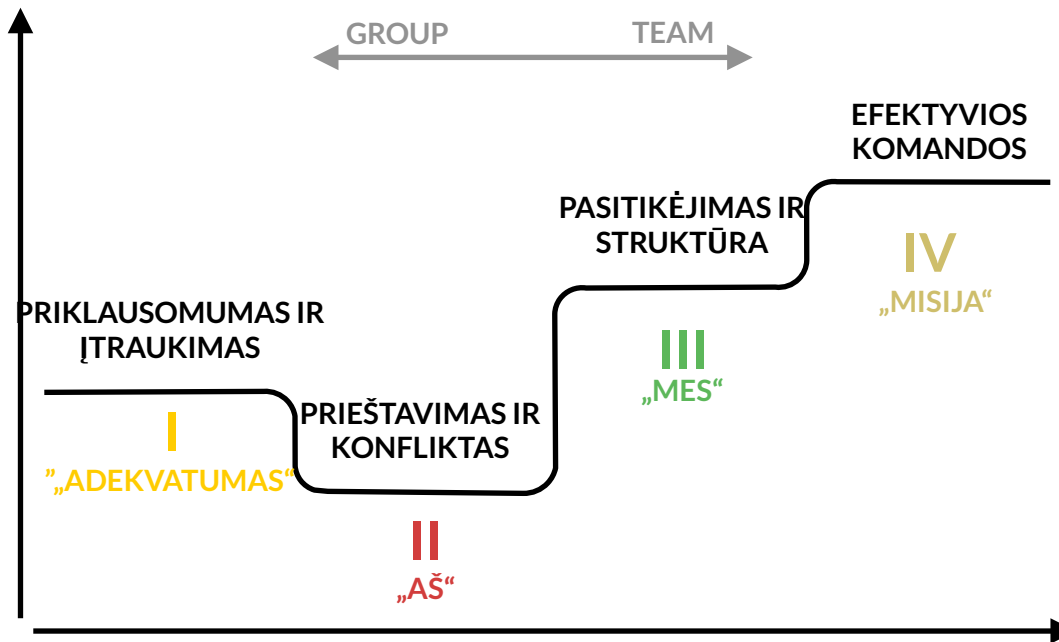 GROUP TEAM
EFEKTYVIOS
KOMANDOS
PASITIKĖJIMAS IR
STRUKTŪRA
IV
„MISIJA“
PRIKLAUSOMUMAS IR
ĮTRAUKIMAS
III
„MES“
PRIEŠTAVIMAS IR
KONFLIKTAS
I
”„ADEKVATUMAS“
II
„AŠ“